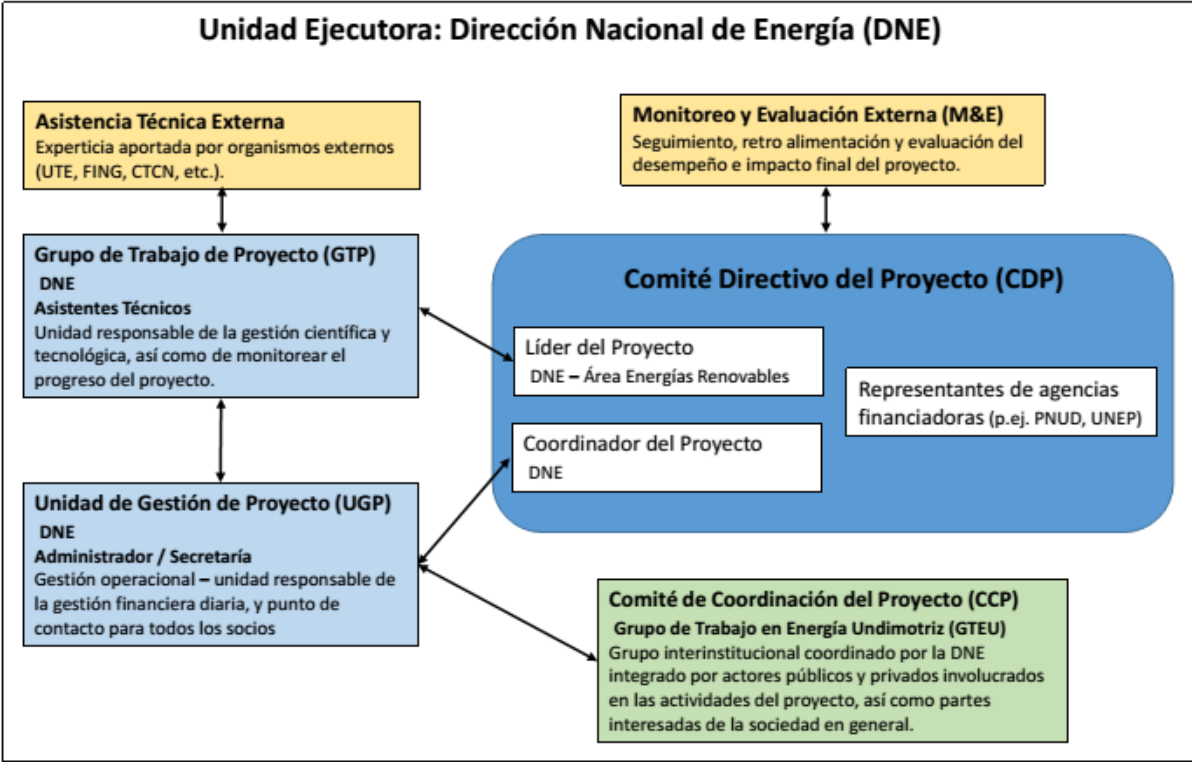 Unidad Ejecutora: Dirección Nacional de Energía (DNE)
Asistencia Técnica Externa
Experticia aportada por organismos externos
(UTE, FING, CTCN, etc.).
Monitoreo y Evaluación Externa (M&E)
Seguimiento, retro alimentación y evaluación del
desempeño e impacto final del proyecto.
Grupo de Trabajo de Proyecto (GTP)
DNE
Asistentes Técnicos
Unidad responsable de la gestión científica y
tecnológica, así como de monitorear el
progreso del proyecto.
Comité Directivo del Proyecto (CDP)
Líder del Proyecto
DNE – Área Energías Renovables
Representantes de agencias
financiadoras (p.ej. PNUD, UNEP)
Coordinador del Proyecto
DNE
Unidad de Gestión de Proyecto (UGP)
DNE
Administrador / Secretaría
Gestión operacional – unidad responsable de
la gestión financiera diaria, y punto de
contacto para todos los socios
Comité de Coordinación del Proyecto (CCP)
Grupo de Trabajo en Energía Undimotriz (GTEU)
Grupo interinstitucional coordinado por la DNE
integrado por actores públicos y privados involucrados
en las actividades del proyecto, así como partes
interesadas de la sociedad en general.